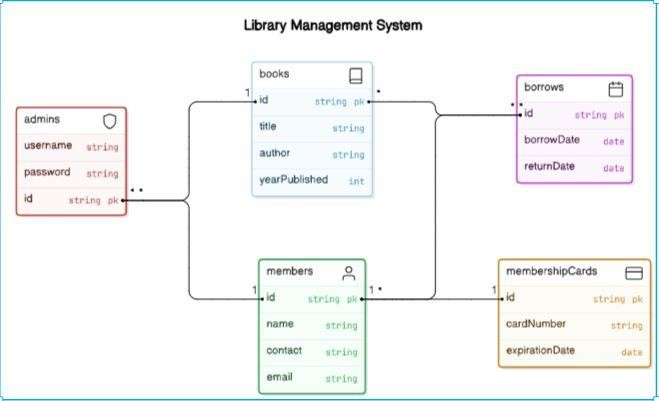 Library Management System
admins
username string
password string
id string pk
* *
books
1
id string pk
*
title string
author string
yearPublished int
members
1
id string pk
1 *
name string
contact string
email string
borrows
* *
id string pk
borrowDate date
returnDate date
membershipCards
1
id string pk
cardNumber string
expirationDate date